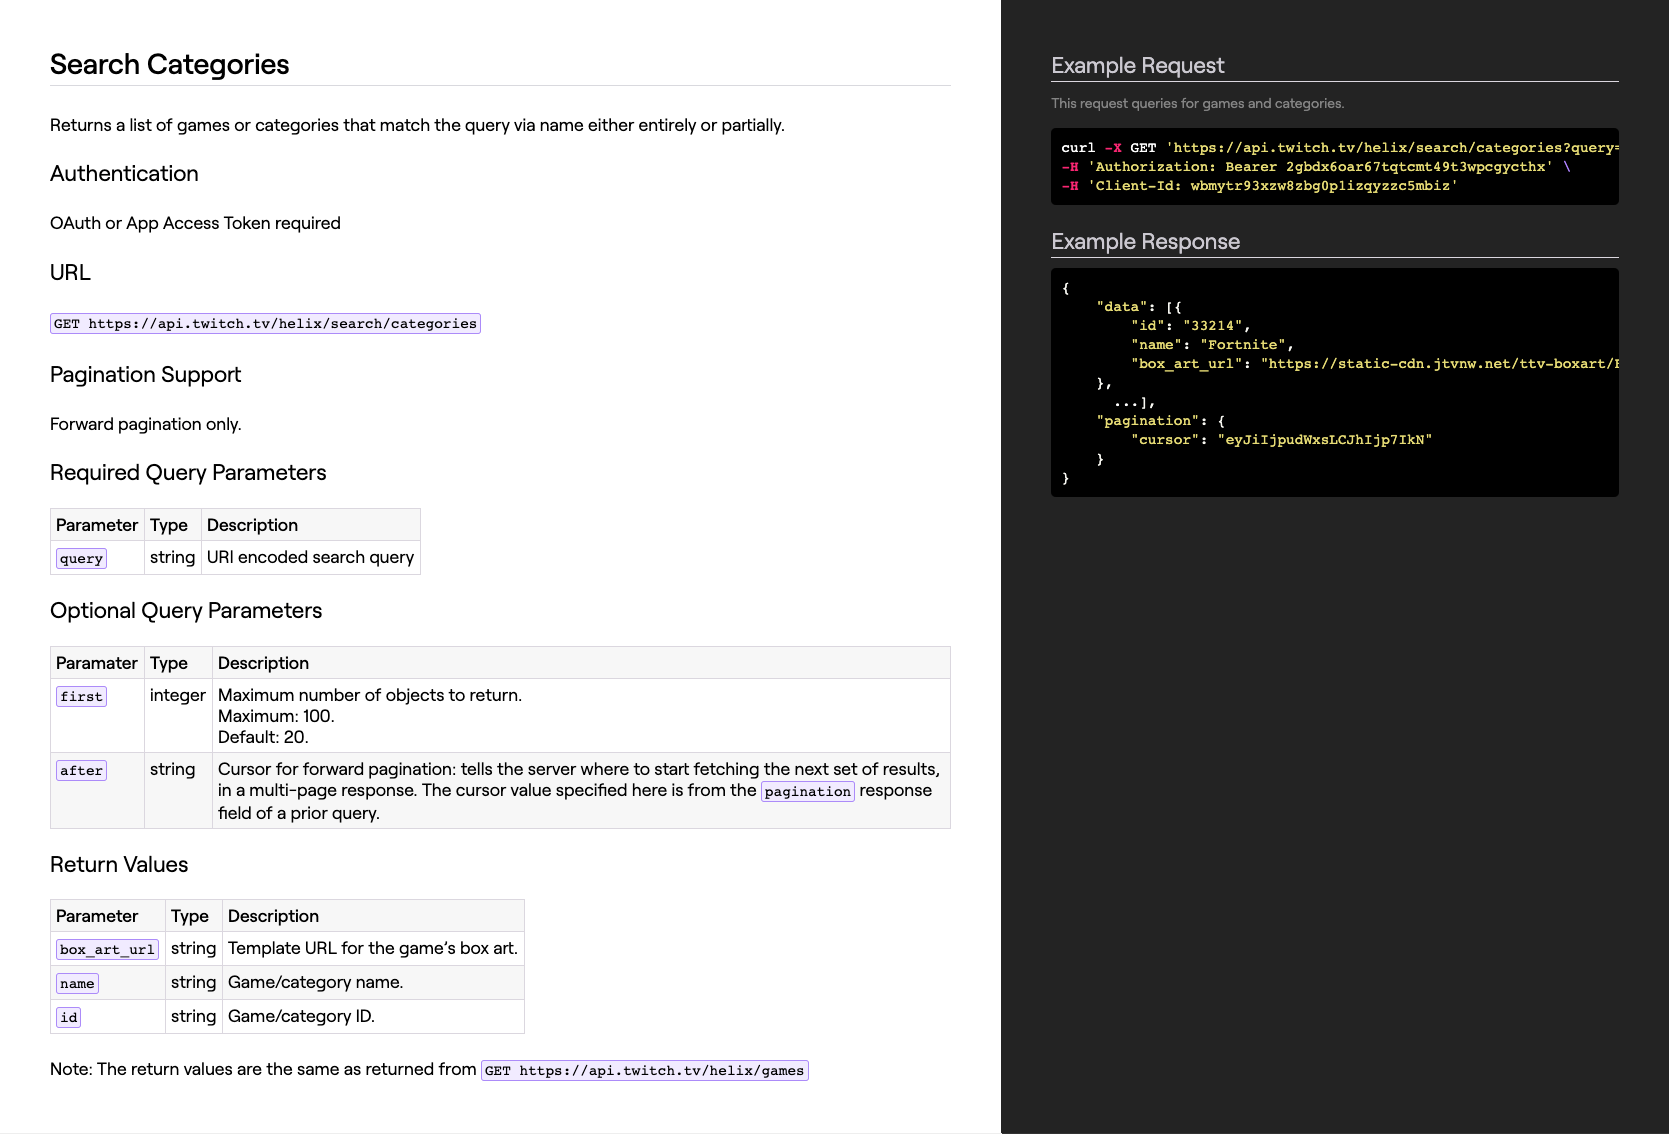 Search Categories
Returns a list of games or categories that match the query via name either entirely or partially.
Authentication
OAuth or App Access Token required
URL
GET https://api.twitch.tv/helix/search/categories
Pagination Support
Forward pagination only.
Required Query Parameters
Parameter Type Description
query string URI encoded search query
Optional Query Parameters
Paramater Type Description
first integer Maximum number of objects to return.
Maximum: 100.
Default: 20.
after string Cursor for forward pagination: tells the server where to start fetching the next set of results,
in a multi-page response. The cursor value specified here is from the pagination response
field of a prior query.
Return Values
Parameter Type Description
box_art_url string Template URL for the game’s box art.
name string Game/category name.
id string Game/category ID.
Note: The return values are the same as returned from GET https://api.twitch.tv/helix/games
Example Request
This request queries for games and categories.
curl -X GET 'https://api.twitch.tv/helix/search/categories?query=
-H 'Authorization: Bearer 2gbdx6oar67tqtcmt49t3wpcgycthx' \
-H 'Client-Id: wbmytr93xzw8zbg0p1izqyzzc5mbiz'
Example Response
{
"data": [{
"id": "33214",
"name": "Fortnite",
"box_art_url": "https://static-cdn.jtvnw.net/ttv-boxart/
},
...],
"pagination": {
"cursor": "eyJiIjpudWxsLCJhIjp7IkN"
}
}